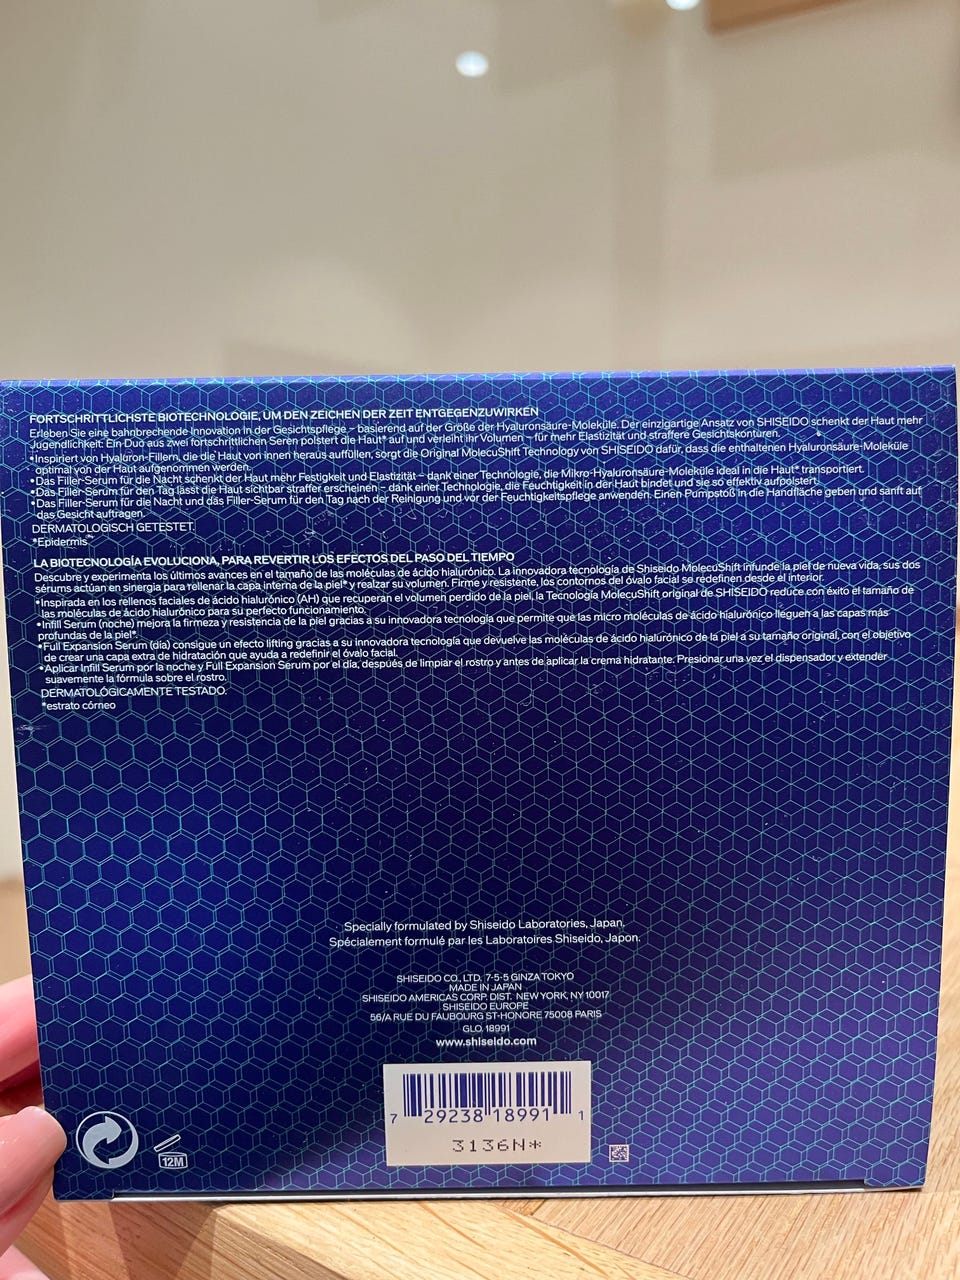 FORTSCHRITTLICHSTE BIOTECHNOLOGIE, UM DEN ZEICHEN DER ZEIT ENTGEGENZUWIRKEN
Erleben Sie eine bahnbrechende Innovation in der Gesichtspflege – basierend auf der Größe der Hyaluronsäure-Moleküle. Der einzigartige Ansatz von SHISEIDO schenkt der Haut mehr
Jugendlichkeit: Ein Duo aus zwei fortschrittlichen Seren polstert die Haut* auf und verleiht ihr Volumen – für mehr Elastizität und straffere Gesichtskonturen.
•Inspiriert von Hyaluron-Fillern, die die Haut von innen heraus auffüllen, sorgt die Original MolecuShift Technology von SHISEIDO dafür, dass die enthaltenen Hyaluronsäure-Moleküle
optimal von der Haut aufgenommen werden.
•Das Filler-Serum für die Nacht schenkt der Haut mehr Festigkeit und Elastizität – dank einer Technologie, die Mikro-Hyaluronsäure-Moleküle ideal in die Haut* transportiert.
•Das Filler-Serum für den Tag lässt die Haut sichtbar straffer erscheinen – dank einer Technologie, die Feuchtigkeit in der Haut bindet und sie so effektiv aufpolstert.
•Das Filler-Serum für die Nacht und das Filler-Serum für den Tag nach der Reinigung und vor der Feuchtigkeitspflege anwenden. Einen Pumpstoß in die Handfläche geben und sanft auf
das Gesicht auftragen.
DERMATOLOGISCH GETESTET.
*Epidermis
LA BIOTECNOLOGÍA EVOLUCIONA, PARA REVERTIR LOS EFECTOS DEL PASO DEL TIEMPO
Descubre y experimenta los últimos avances en el tamaño de las moléculas de ácido hialurónico. La innovadora tecnología de Shiseido MolecuShift infunde la piel de nueva vida, sus dos
sérums actúan en sinergia para rellenar la capa interna de la piel* y realzar su volumen. Firme y resistente, los contornos del óvalo facial se redefinen desde el interior.
•Inspirada en los rellenos faciales de ácido hialurónico (AH) que recuperan el volumen perdido de la piel, la Tecnología MolecuShift original de SHISEIDO reduce con éxito el tamaño de
las moléculas de ácido hialurónico para su perfecto funcionamiento.
•Infill Serum (noche) mejora la firmeza y resistencia de la piel gracias a su innovadora tecnología que permite que las micro moléculas de ácido hialurónico lleguen a las capas más
profundas de la piel*.
•Full Expansion Serum (día) consigue un efecto lifting gracias a su innovadora tecnología que devuelve las moléculas de ácido hialurónico de la piel a su tamaño original, con el objetivo
de crear una capa extra de hidratación que ayuda a redefinir el óvalo facial.
•Aplicar Infill Serum por la noche y Full Expansion Serum por el día, después de limpiar el rostro y antes de aplicar la crema hidratante. Presionar una vez el dispensador y extender
suavemente la fórmula sobre el rostro.
DERMATOLÓGICAMENTE TESTADO.
*estrato córneo
Specially formulated by Shiseido Laboratories, Japan.
Spécialement formulé par les Laboratoires Shiseido, Japon.
SHISEIDO CO., LTD. 7-5-5 GINZA TOKYO
MADE IN JAPAN
SHISEIDO AMERICAS CORP. DIST. NEW YORK, NY 10017
SHISEIDO EUROPE
56/A RUE DU FAUBOURG ST-HONORE 75008 PARIS
GLO. 18991
www.shiseido.com
7 29238 18991 1
3136N*
12M